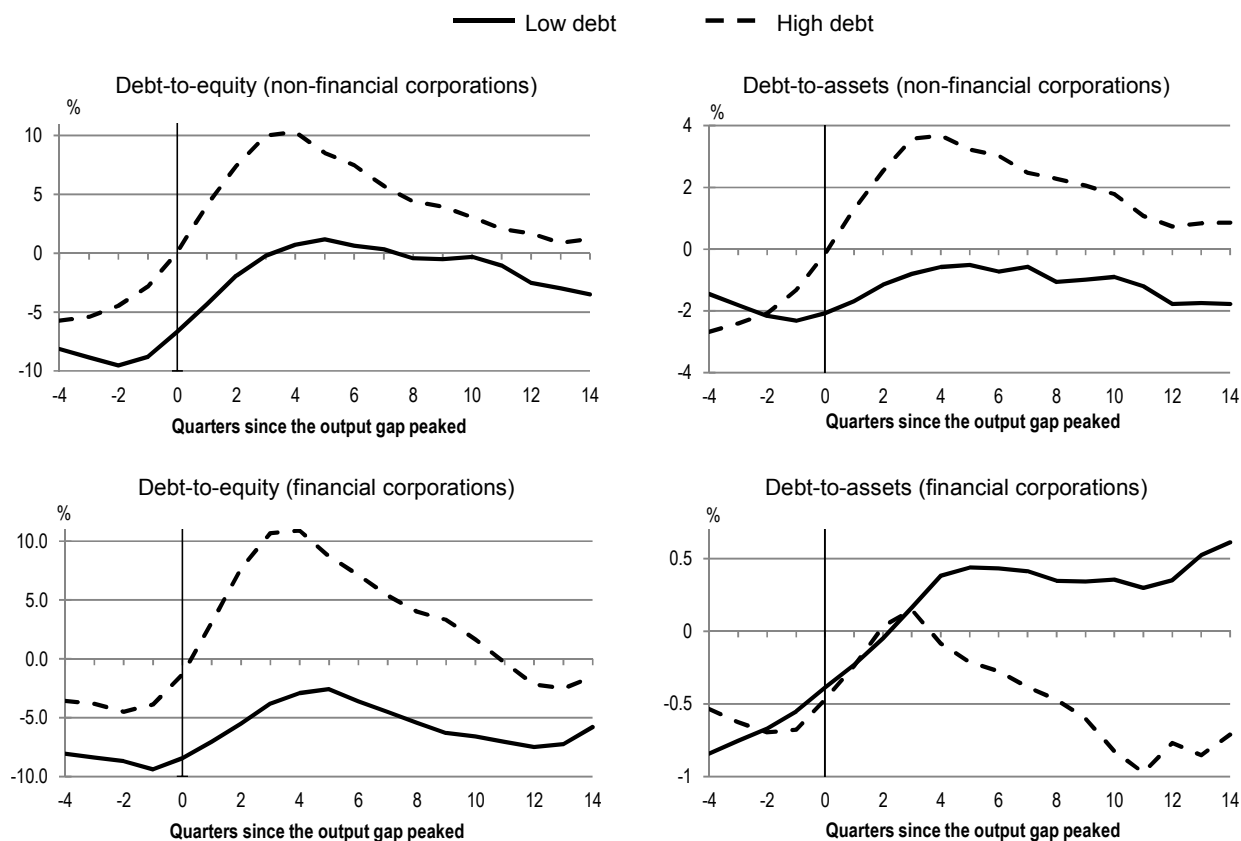 Low debt
High debt
Debt-to-equity (non-financial corporations)
%
10
5
0
-5
-10
-4 -2 0 2 4 6 8 10 12 14
Quarters since the output gap peaked
Debt-to-assets (non-financial corporations)
%
4
2
0
-2
-4
-4 -2 0 2 4 6 8 10 12 14
Quarters since the output gap peaked
Debt-to-equity (financial corporations)
%
10.0
5.0
0.0
-5.0
-10.0
-4 -2 0 2 4 6 8 10 12 14
Quarters since the output gap peaked
Debt-to-assets (financial corporations)
%
0.5
0
-0.5
-1
-4 -2 0 2 4 6 8 10 12 14
Quarters since the output gap peaked